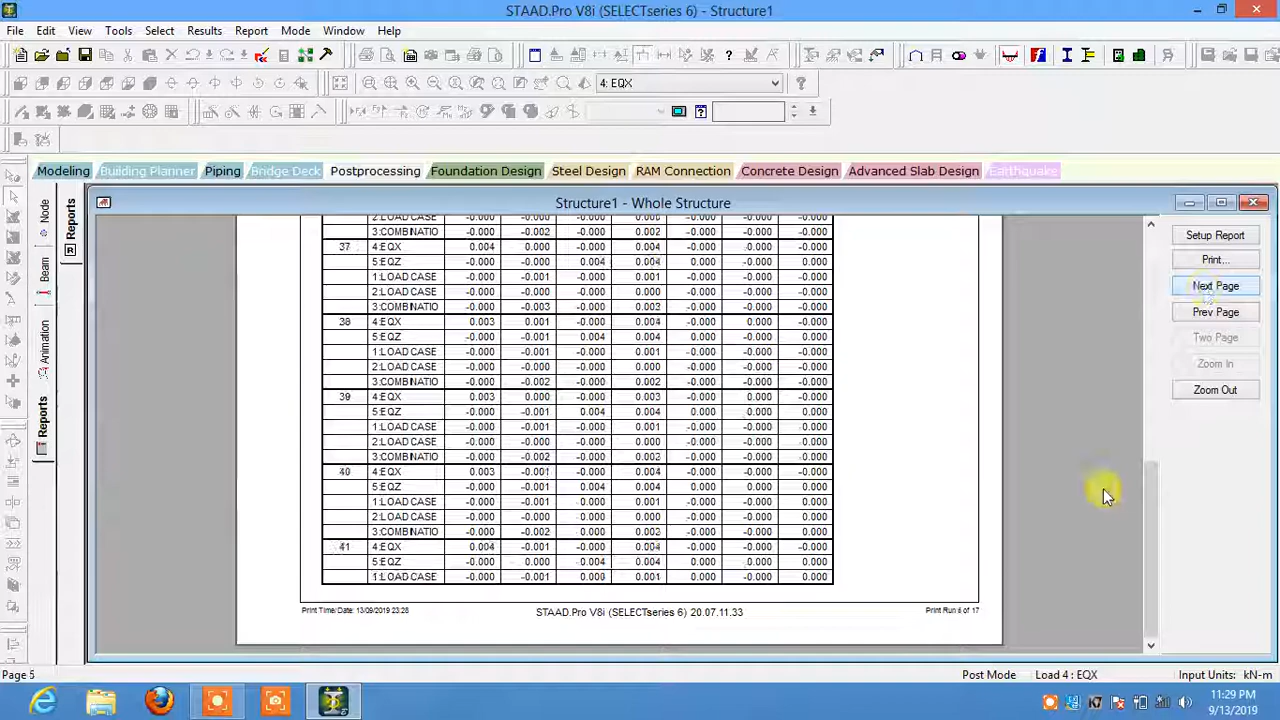 STAAD.Pro V8i (SELECTseries 6) - Structure1
File Edit View Tools Select Results Report Mode Window Help
4: EQX
Modeling Building Planner Piping Bridge Deck Postprocessing Foundation Design Steel Design RAM Connection Concrete Design Advanced Slab Design Earthquake
Structure1 - Whole Structure
Node
Beam
Animation
Reports
Reports
2:LOAD CASE -0.000 -0.000 -0.000 0.000 -0.000 -0.000 -0.000
3:COMBINATIO -0.000 -0.002 -0.000 0.002 -0.000 -0.000 0.000
37 4:EQX 0.004 -0.000 -0.000 0.004 -0.000 0.000 -0.000
5:EQZ -0.000 -0.000 0.004 0.004 0.000 -0.000 0.000
1:LOAD CASE -0.000 -0.001 -0.000 0.001 -0.000 -0.000 0.000
2:LOAD CASE -0.000 -0.000 -0.000 0.000 -0.000 -0.000 0.000
3:COMBINATIO -0.000 -0.003 -0.000 0.003 -0.000 -0.000 0.000
38 4:EQX 0.003 0.001 -0.000 0.004 -0.000 0.000 -0.000
5:EQZ -0.000 -0.001 0.004 0.004 0.000 -0.000 0.000
1:LOAD CASE -0.000 -0.001 -0.000 0.001 0.000 -0.000 -0.000
2:LOAD CASE -0.000 -0.000 -0.000 0.000 0.000 -0.000 -0.000
3:COMBINATIO -0.000 -0.002 -0.000 0.002 0.000 -0.000 -0.000
39 4:EQX 0.003 0.000 -0.000 0.003 -0.000 0.000 -0.000
5:EQZ -0.000 -0.001 0.004 0.004 0.000 -0.000 0.000
1:LOAD CASE -0.000 -0.001 -0.000 0.001 0.000 -0.000 0.000
2:LOAD CASE -0.000 -0.000 -0.000 0.000 0.000 -0.000 0.000
3:COMBINATIO -0.000 -0.002 -0.000 0.002 0.000 -0.000 0.000
40 4:EQX 0.003 -0.001 -0.000 0.004 -0.000 0.000 -0.000
5:EQZ -0.000 -0.001 0.004 0.004 0.000 -0.000 0.000
1:LOAD CASE -0.000 -0.001 -0.000 0.001 0.000 -0.000 0.000
2:LOAD CASE -0.000 -0.000 -0.000 0.000 0.000 -0.000 0.000
3:COMBINATIO -0.000 -0.002 -0.000 0.002 0.000 -0.000 0.000
41 4:EQX 0.004 -0.001 -0.000 0.004 -0.000 -0.000 -0.000
5:EQZ -0.000 0.000 0.004 0.004 0.000 -0.000 0.000
1:LOAD CASE -0.000 -0.001 0.000 0.001 0.000 -0.000 0.000
Print Time/Date: 13/09/2019 23:28 STAAD.Pro V8i (SELECTseries 6) 20.07.11.33
Setup Report
Print...
Next Page
Prev Page
Two Page
Zoom In
Zoom Out
Page 5 Post Mode Load 4 : EQX Input Units: kN-m
11:29 PM
9/13/2019